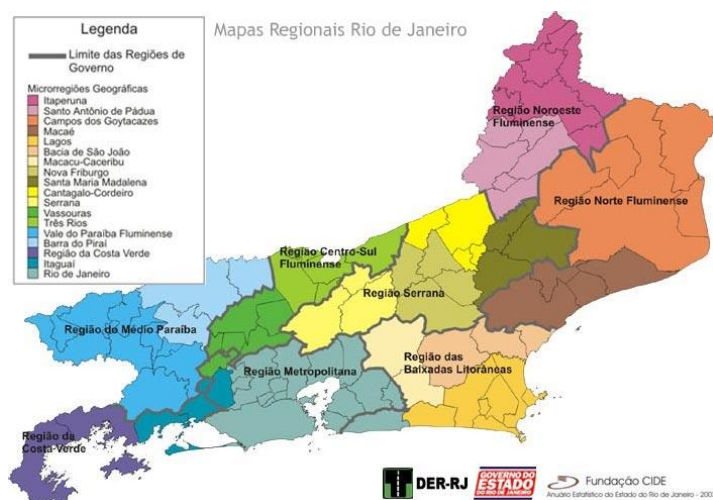 Mapas Regionais Rio de Janeiro
Legenda
Limite das Regiões de
Governo
Microrregiões Geográficas
Itaperuna
Santo Antônio de Pádua
Campos dos Goytacazes
Macaé
Lagos
Bacia de São João
Macacu-Caceribu
Nova Friburgo
Santa Maria Madalena
Cantagalo-Cordeiro
Serrana
Vassouras
Três Rios
Vale do Paraíba Fluminense
Barra do Piraí
Região da Costa Verde
Itaguaí
Rio de Janeiro
Região Noroeste
Fluminense
Região Norte Fluminense
Região Centro-Sul
Fluminense
Região Serrana
Região do Médio Paraíba
Região das
Baixadas Litorâneas
Região Metropolitana
Região da
Costa Verde
DER-RJ
GOVERNO DO
ESTADO
DO RIO DE JANEIRO
Fundação CIDE
Anuário Estatístico do Estado do Rio de Janeiro - 200